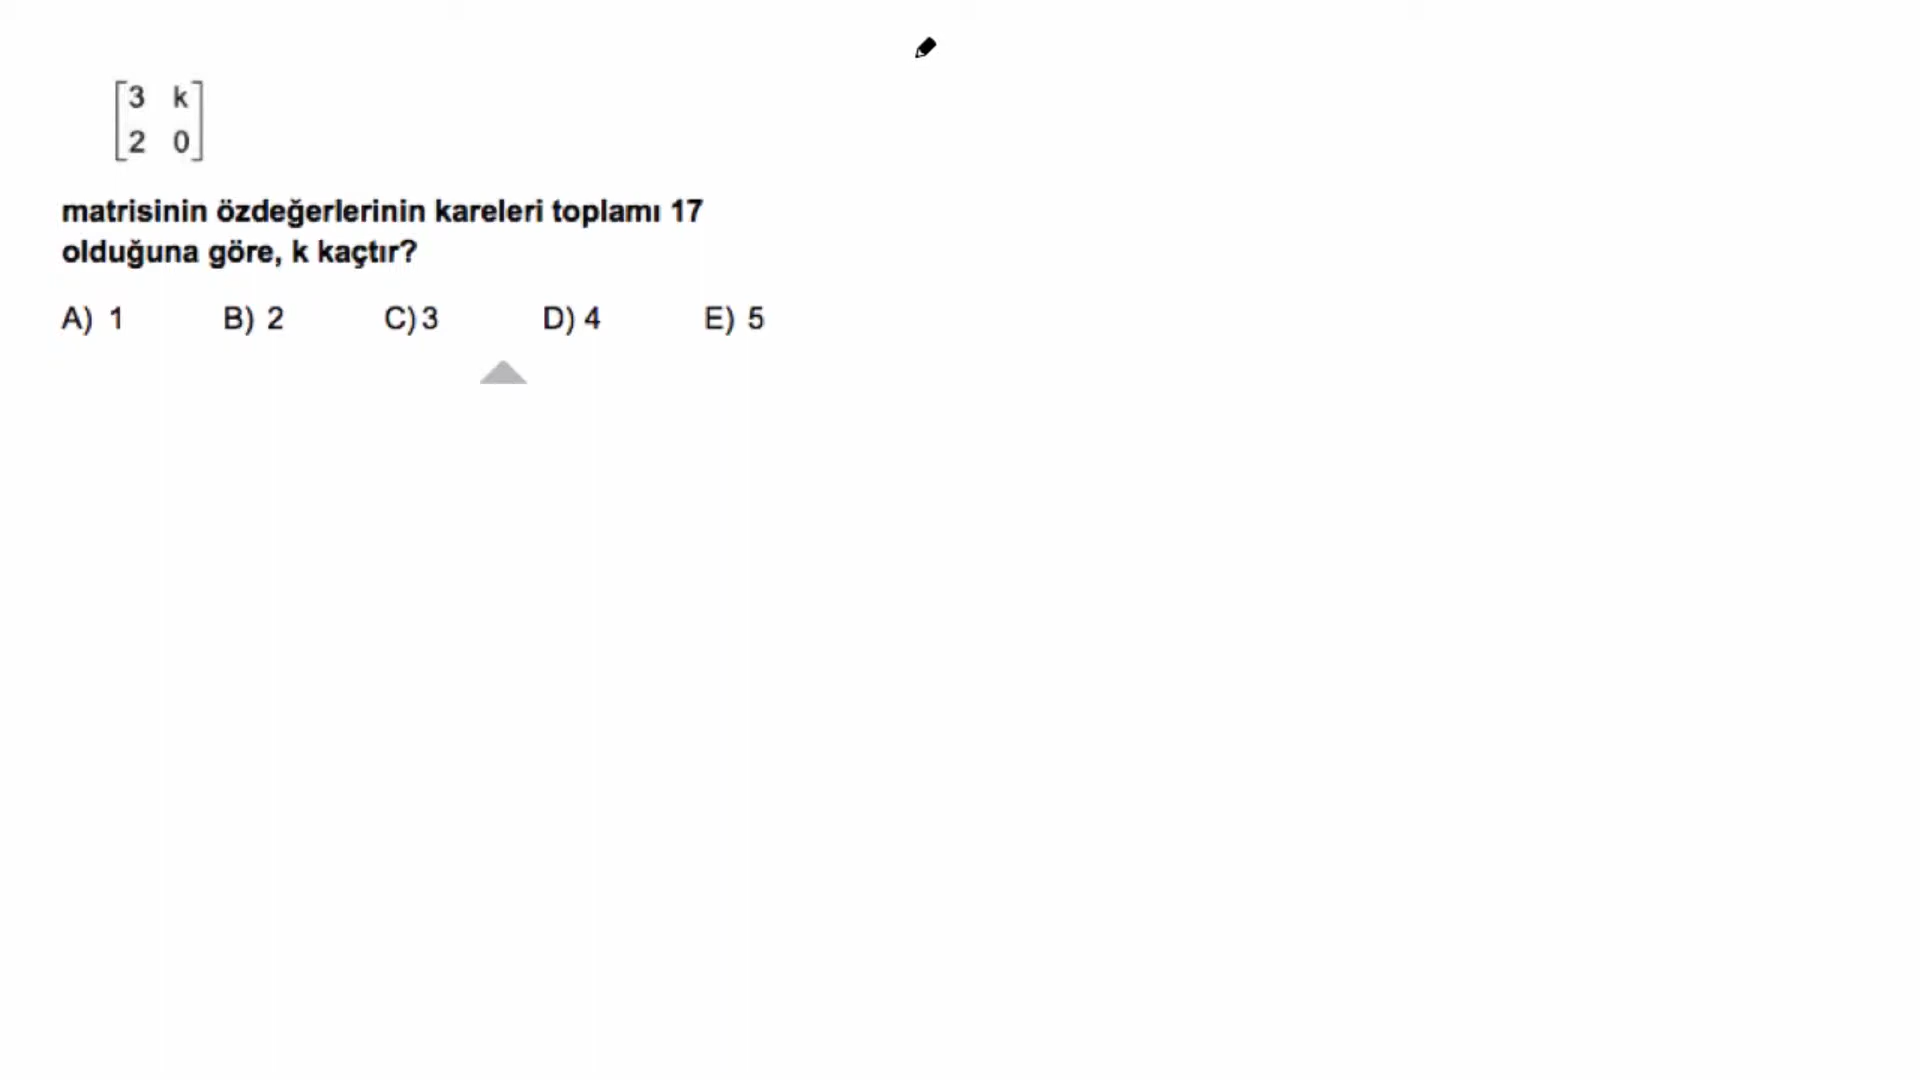 3 k
2 0
matrisinin özdeğerlerinin kareleri toplamı 17
olduğuna göre, k kaçtır?
A) 1 B) 2 C) 3 D) 4 E) 5